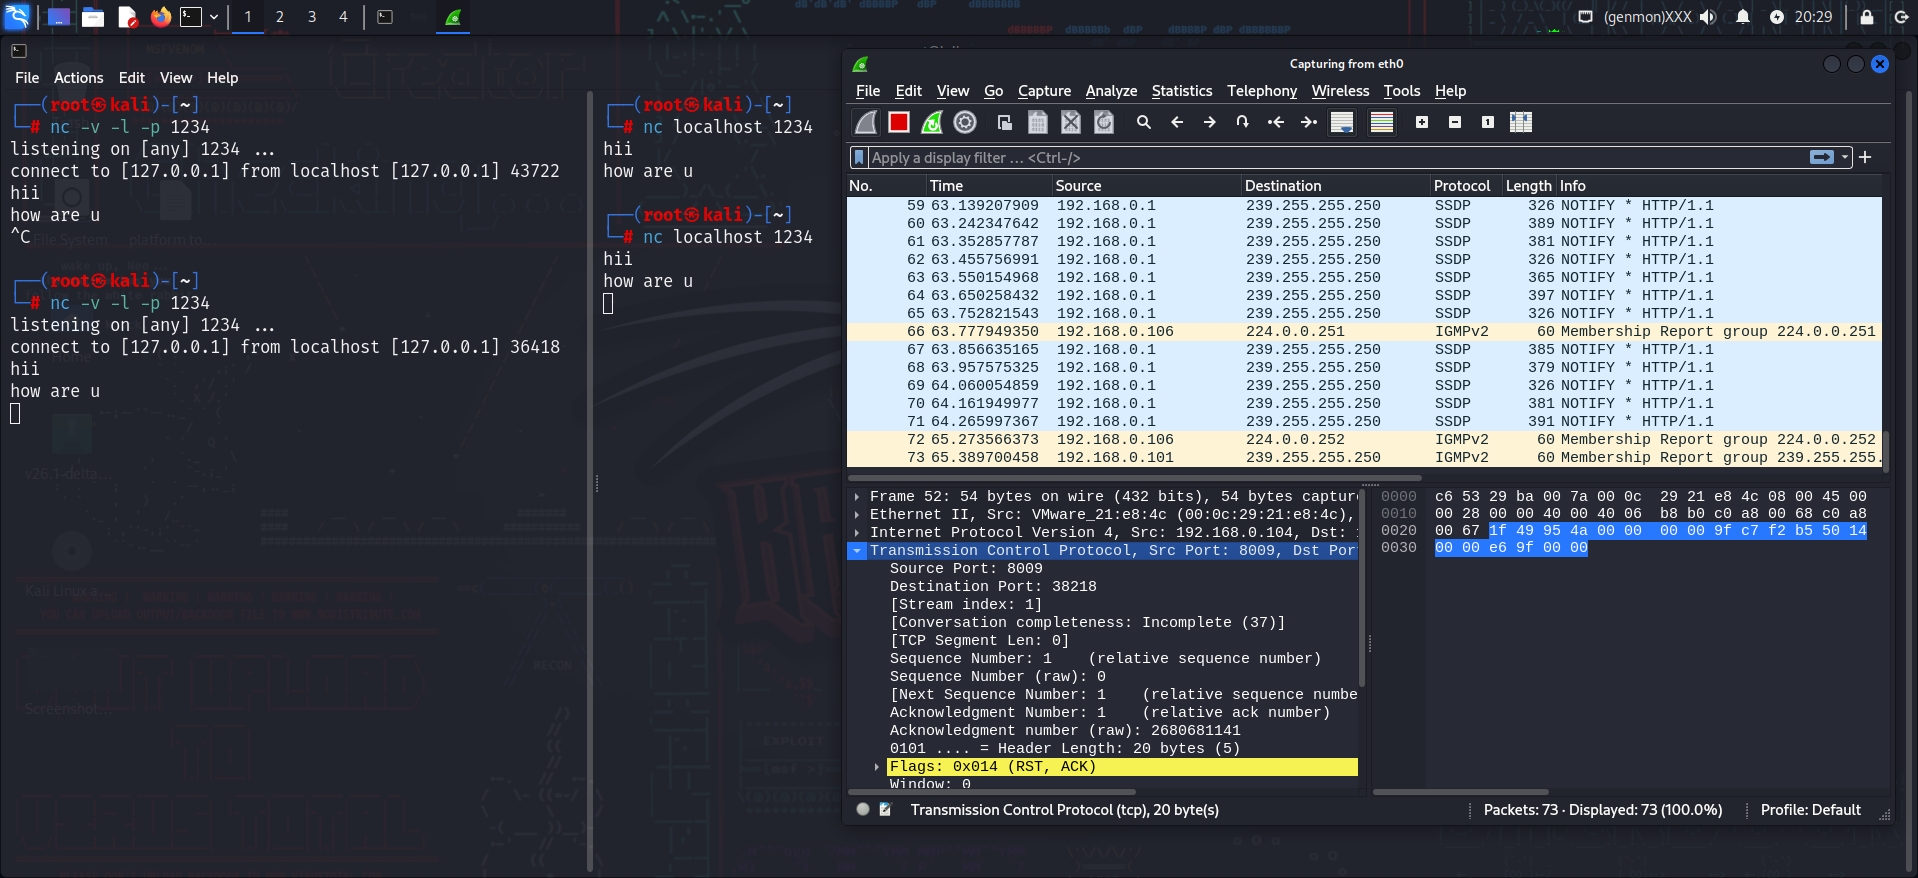 1 2 3 4
(genmon)XXX 20:29
File Actions Edit View Help
┌──(root㉿kali)-[~]
└─# nc -v -l -p 1234
listening on [any] 1234 ...
connect to [127.0.0.1] from localhost [127.0.0.1] 43722
hii
how are u
^C
┌──(root㉿kali)-[~]
└─# nc -v -l -p 1234
listening on [any] 1234 ...
connect to [127.0.0.1] from localhost [127.0.0.1] 36418
hii
how are u
File System
platform to...
v26.1-delta...
Kali Linux a...
Screenshot...
┌──(root㉿kali)-[~]
└─# nc localhost 1234
hii
how are u
┌──(root㉿kali)-[~]
└─# nc localhost 1234
hii
how are u
RECON
EXPLOIT
Capturing from eth0
File Edit View Go Capture Analyze Statistics Telephony Wireless Tools Help
Apply a display filter ... <Ctrl-/>
No. Time Source Destination Protocol Length Info
59 63.139207909 192.168.0.1 239.255.255.250 SSDP 326 NOTIFY * HTTP/1.1
60 63.242347642 192.168.0.1 239.255.255.250 SSDP 389 NOTIFY * HTTP/1.1
61 63.352857787 192.168.0.1 239.255.255.250 SSDP 381 NOTIFY * HTTP/1.1
62 63.455756991 192.168.0.1 239.255.255.250 SSDP 326 NOTIFY * HTTP/1.1
63 63.550154968 192.168.0.1 239.255.255.250 SSDP 365 NOTIFY * HTTP/1.1
64 63.650258432 192.168.0.1 239.255.255.250 SSDP 397 NOTIFY * HTTP/1.1
65 63.752821543 192.168.0.1 239.255.255.250 SSDP 326 NOTIFY * HTTP/1.1
66 63.777949350 192.168.0.106 224.0.0.251 IGMPv2 60 Membership Report group 224.0.0.251
67 63.856635165 192.168.0.1 239.255.255.250 SSDP 385 NOTIFY * HTTP/1.1
68 63.957575325 192.168.0.1 239.255.255.250 SSDP 379 NOTIFY * HTTP/1.1
69 64.060054859 192.168.0.1 239.255.255.250 SSDP 326 NOTIFY * HTTP/1.1
70 64.161949977 192.168.0.1 239.255.255.250 SSDP 381 NOTIFY * HTTP/1.1
71 64.265997367 192.168.0.1 239.255.255.250 SSDP 391 NOTIFY * HTTP/1.1
72 65.273566373 192.168.0.106 224.0.0.252 IGMPv2 60 Membership Report group 224.0.0.252
73 65.389700458 192.168.0.101 239.255.255.250 IGMPv2 60 Membership Report group 239.255.255.
Frame 52: 54 bytes on wire (432 bits), 54 bytes capture
Ethernet II, Src: VMware_21:e8:4c (00:0c:29:21:e8:4c),
Internet Protocol Version 4, Src: 192.168.0.104, Dst:
Transmission Control Protocol, Src Port: 8009, Dst Por
Source Port: 8009
Destination Port: 38218
[Stream index: 1]
[Conversation completeness: Incomplete (37)]
[TCP Segment Len: 0]
Sequence Number: 1 (relative sequence number)
Sequence Number (raw): 0
[Next Sequence Number: 1 (relative sequence numbe
Acknowledgment Number: 1 (relative ack number)
Acknowledgment number (raw): 2680681141
0101 .... = Header Length: 20 bytes (5)
Flags: 0x014 (RST, ACK)
Window: 0
0000 c6 53 29 ba 00 7a 00 0c 29 21 e8 4c 08 00 45 00
0010 00 28 00 00 40 00 40 06 b8 b0 c0 a8 00 68 c0 a8
0020 00 67 1f 49 95 4a 00 00 00 00 9f c7 f2 b5 50 14
0030 00 00 e6 9f 00 00
Transmission Control Protocol (tcp), 20 byte(s)
Packets: 73 · Displayed: 73 (100.0%)
Profile: Default